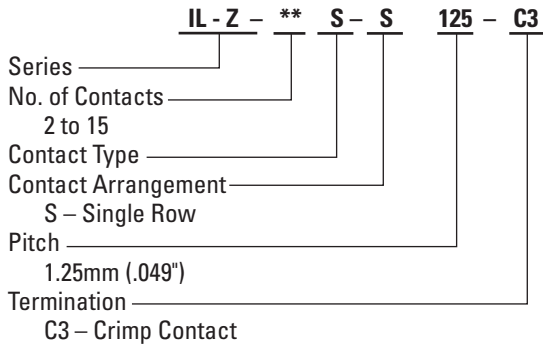 IL - Z – ** S – S 125 – C3
Series
No. of Contacts
2 to 15
Contact Type
Contact Arrangement
S – Single Row
Pitch
1.25mm (.049")
Termination
C3 – Crimp Contact